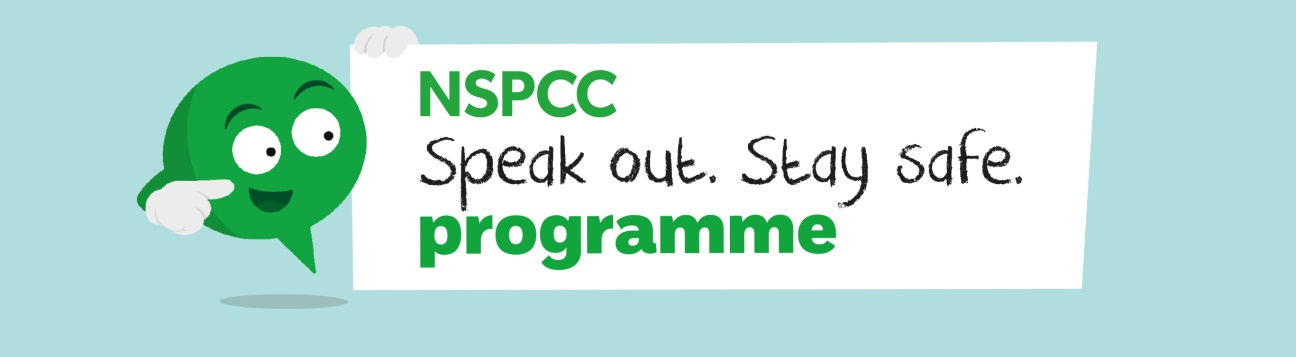 NSPCC
Speak out. Stay safe.
programme